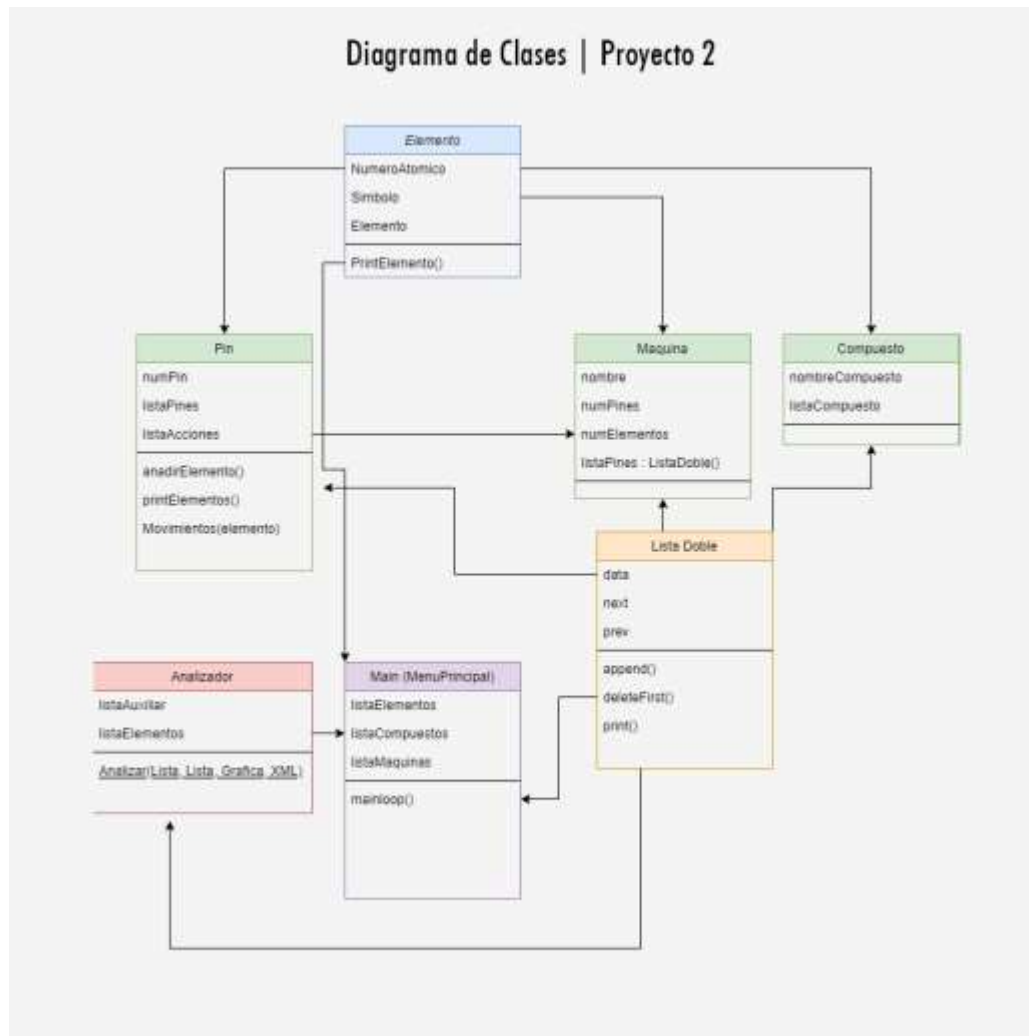 Diagrama de Clases | Proyecto 2
Elemento
NumeroAtomico
Simbolo
Elemento
PrintElemento()
Pin
numPin
listaPines
listaAcciones
anadirElemento()
printElementos()
Movimientos(elemento)
Maquina
nombre
numPines
numElementos
listaPines : ListaDoble()
Compuesto
nombreCompuesto
listaCompuesto
Lista Doble
data
next
prev
append()
deleteFirst()
print()
Analizador
listaAuxiliar
listaElementos
Analizar(Lista, Lista, Grafica, XML)
Main (MenuPrincipal)
listaElementos
listaCompuestos
listaMaquinas
mainloop()